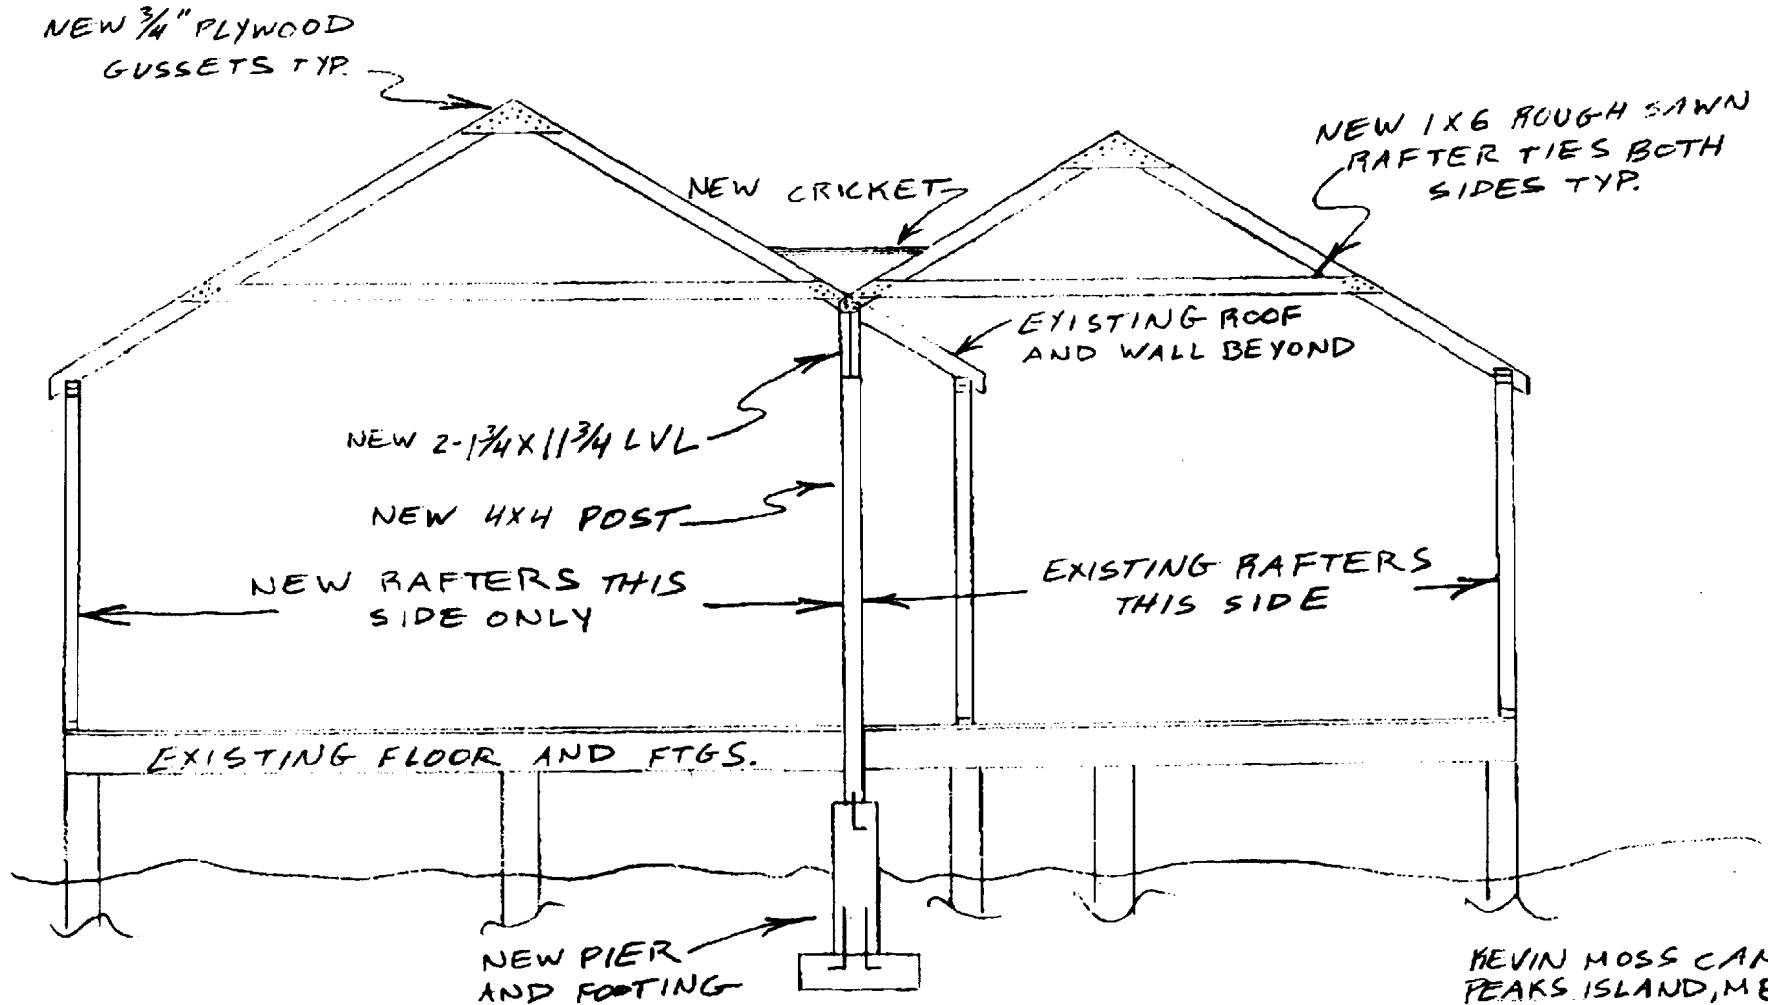 NEW 3/4" PLYWOOD
GUSSETS TYP.
NEW 1X6 ROUGH SAWN
RAFTER TIES BOTH
SIDES TYP.
NEW CRICKET
EXISTING ROOF
AND WALL BEYOND
NEW 2-1 3/4 X 11 3/4 LVL
NEW 4X4 POST
NEW RAFTERS THIS
SIDE ONLY
EXISTING RAFTERS
THIS SIDE
EXISTING FLOOR AND FTGS.
NEW PIER
AND FOOTING
KEVIN MOSS
PEAKS ISLAND, ME